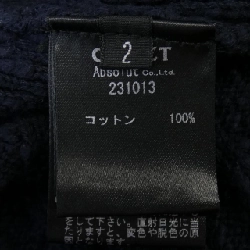 2
Absolut Co.,Ltd.
231013
コットン 100%
して下さい。直射日光に
当たりますと、変色や脱色の原